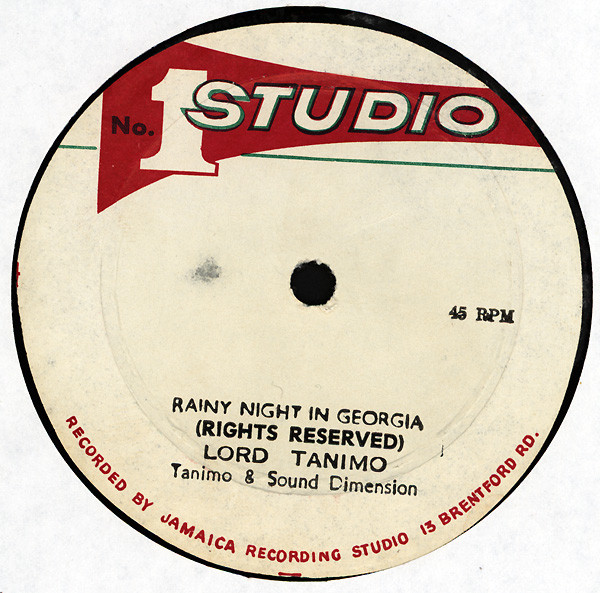 No. 1 STUDIO
45 RPM
RAINY NIGHT IN GEORGIA
(RIGHTS RESERVED)
LORD TANIMO
Tanimo & Sound Dimension
RECORDED BY JAMAICA RECORDING STUDIO 13 BRENTFORD RD.